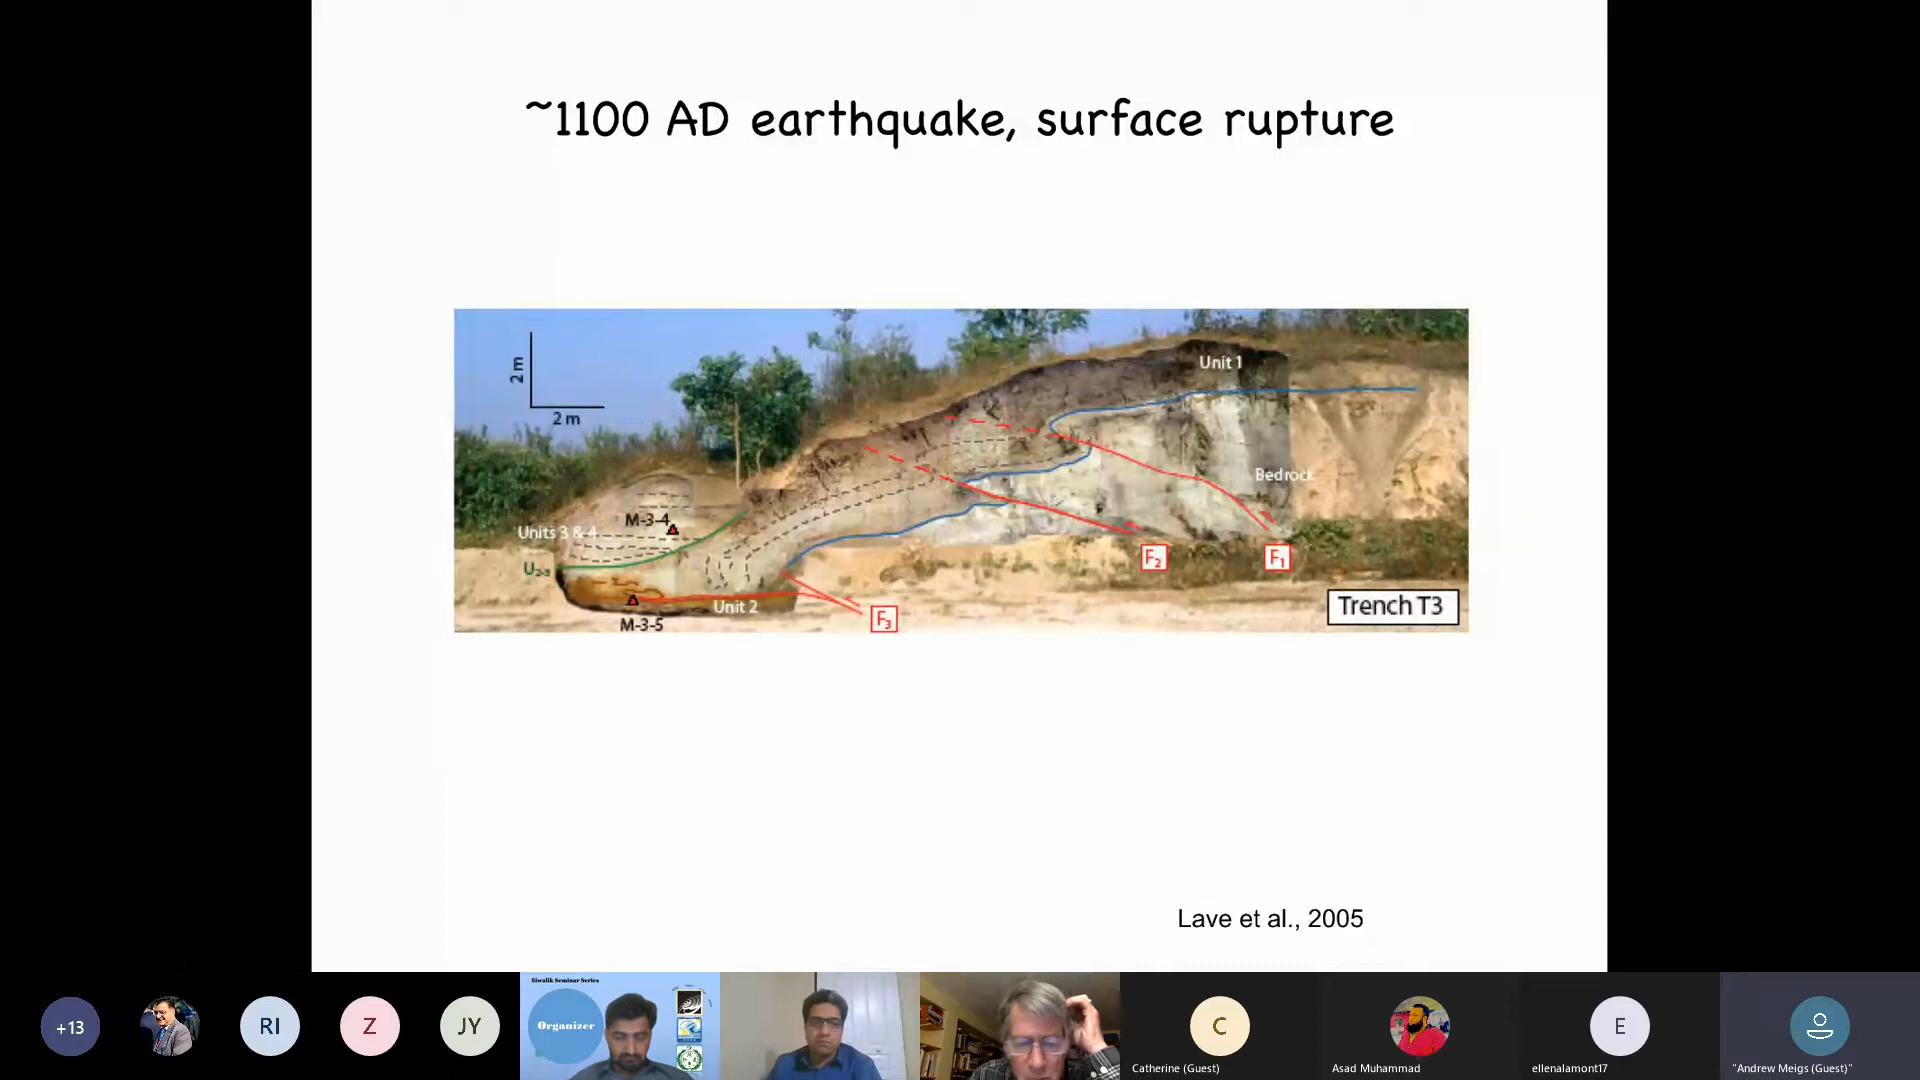 ~1100 AD earthquake, surface rupture
2 m
2 m
Unit 1
Bedrock
M-3-4
Units 3 & 4
U2-3
F2
F1
Trench T3
Unit 2
F3
M-3-5
Lave et al., 2005
+13
RI
Z
JY
Siwalik Seminar Series
Organizer
C
Catherine (Guest)
Asad Muhammad
E
ellenalamont17
"Andrew Meigs (Guest)"